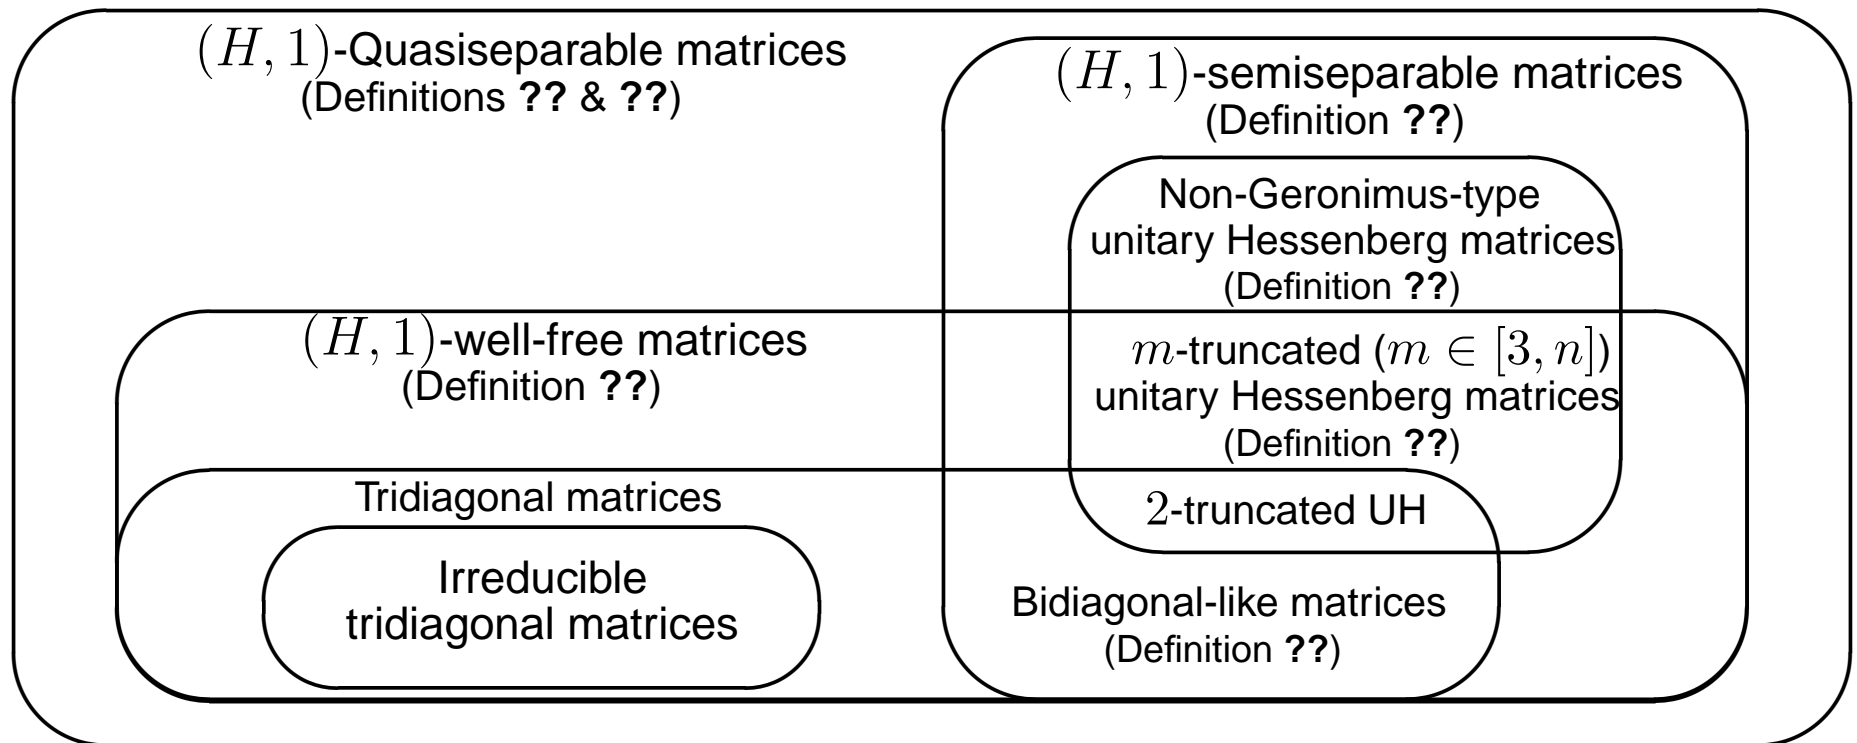 (H, 1)-Quasiseparable matrices
(Definitions ?? & ??)
(H, 1)-semiseparable matrices
(Definition ??)
Non-Geronimus-type
unitary Hessenberg matrices
(Definition ??)
(H, 1)-well-free matrices
(Definition ??)
m-truncated (m ∈ [3, n])
unitary Hessenberg matrices
(Definition ??)
Tridiagonal matrices
2-truncated UH
Irreducible
tridiagonal matrices
Bidiagonal-like matrices
(Definition ??)